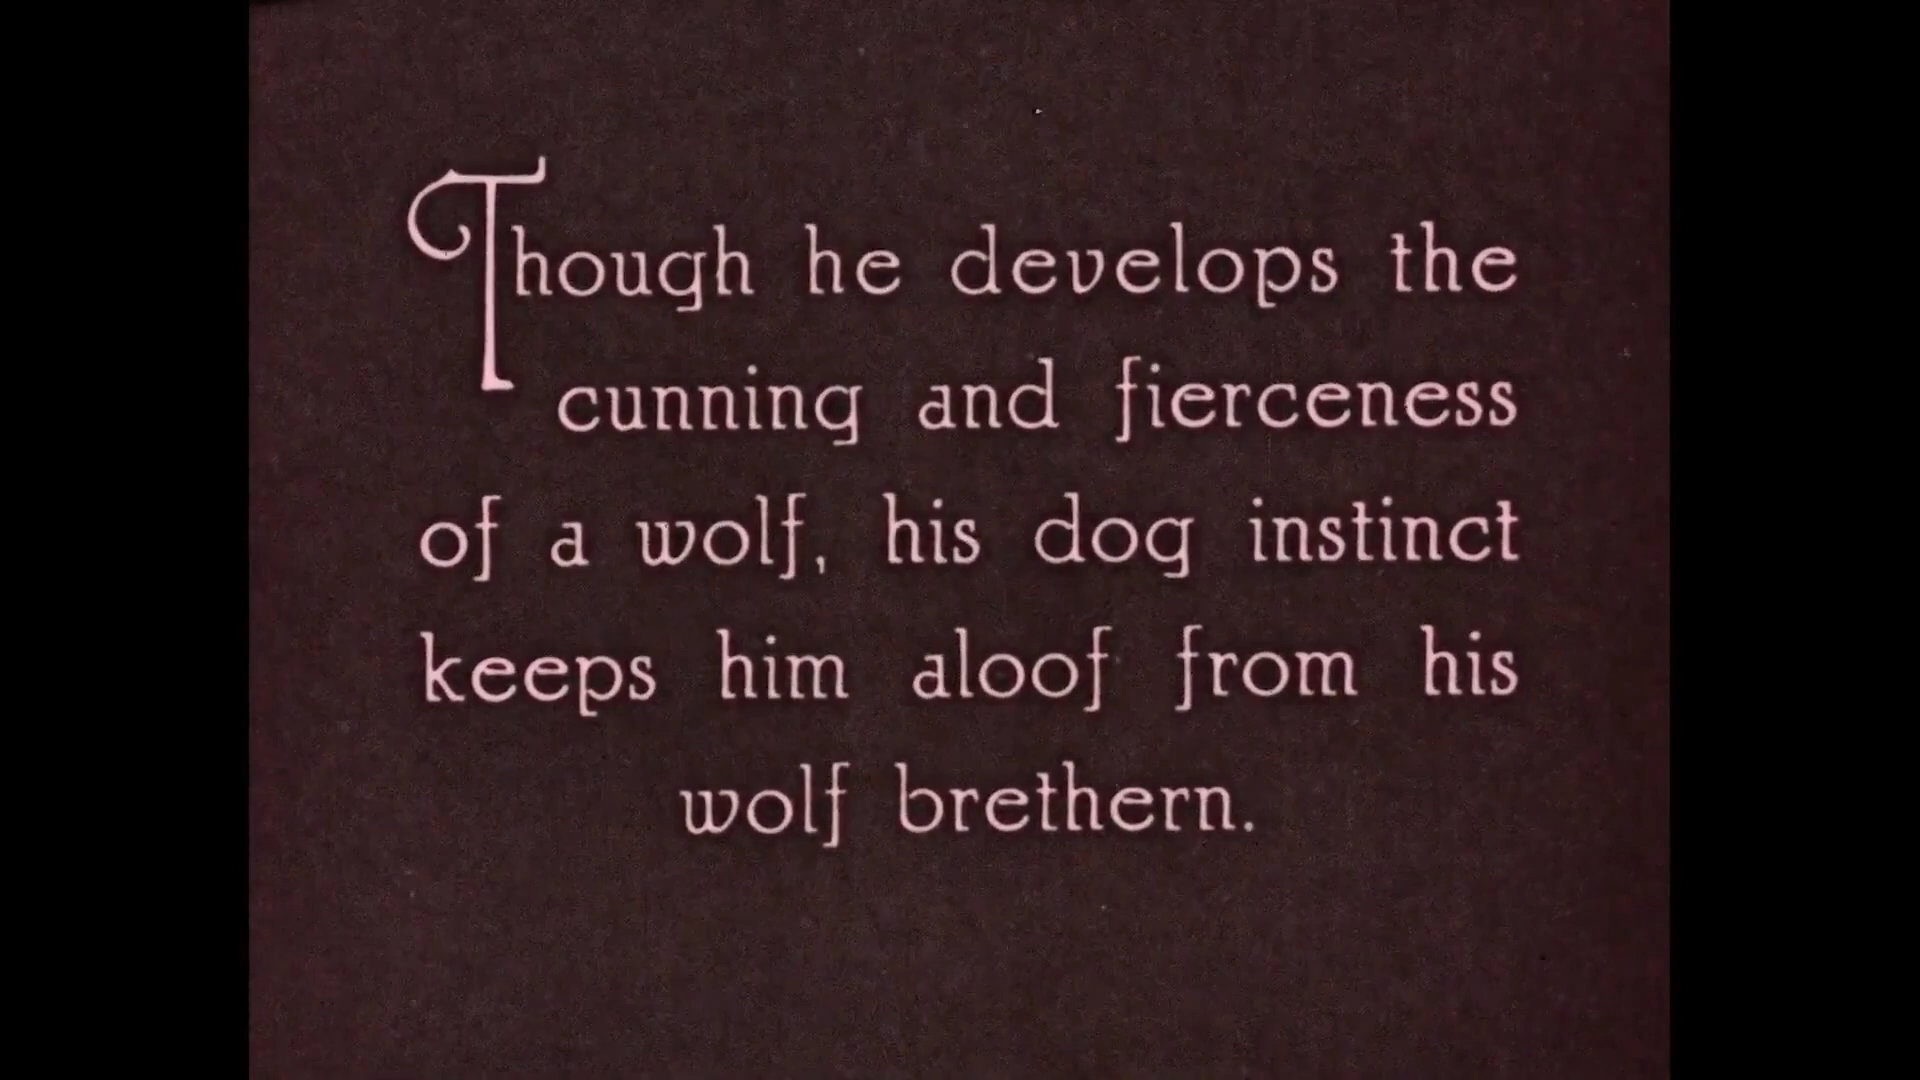 Though he develops the
cunning and fierceness
of a wolf, his dog instinct
keeps him aloof from his
wolf brethern.